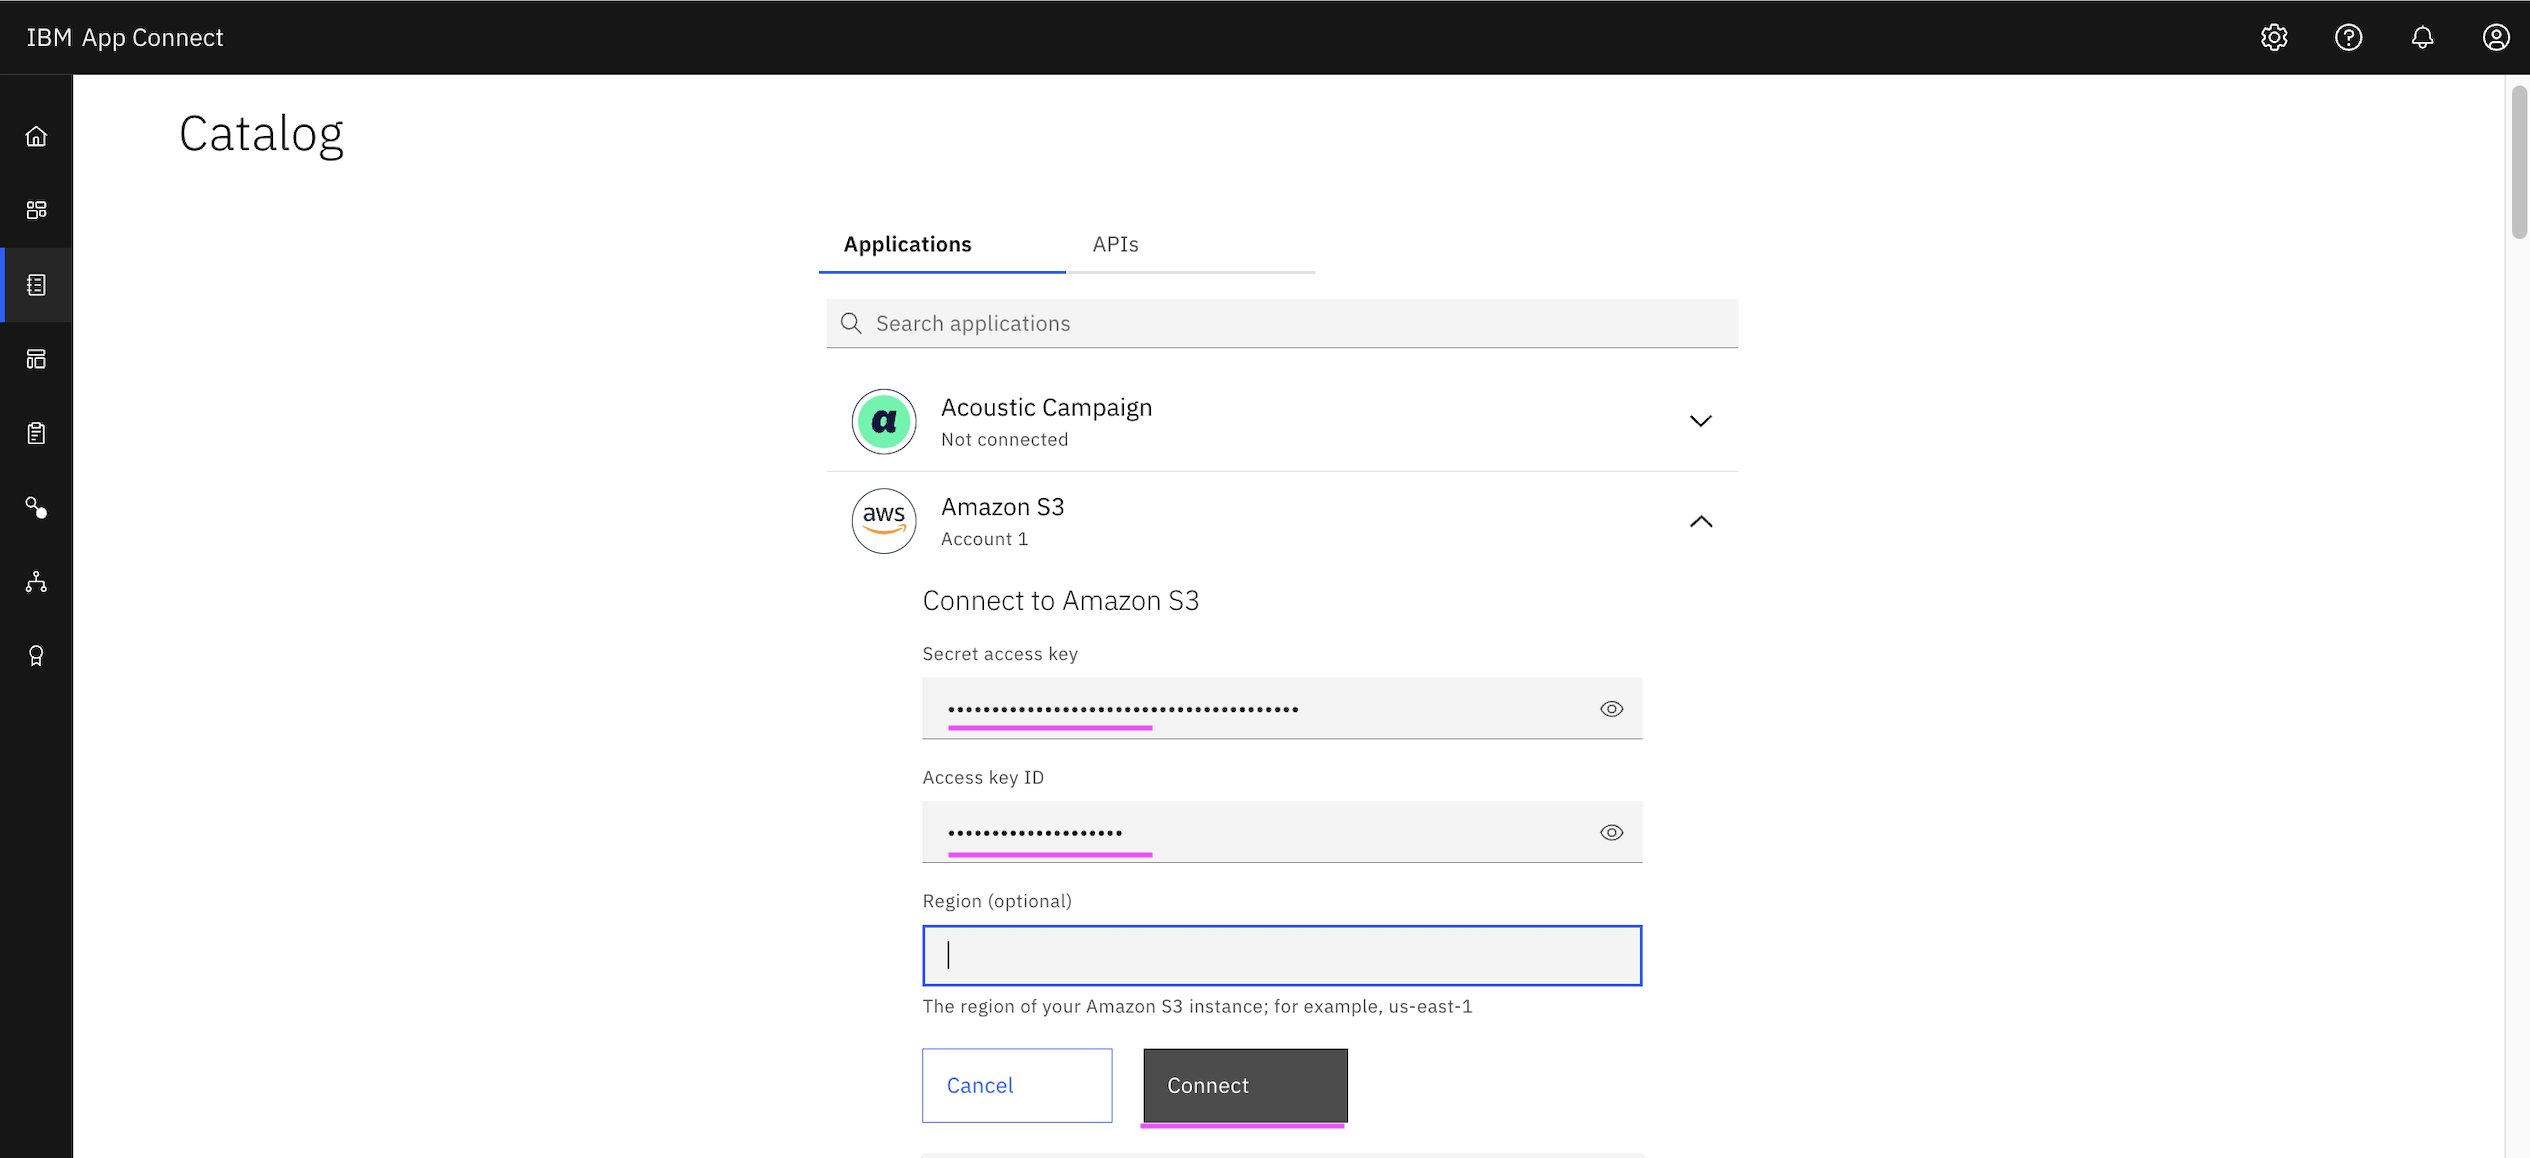 IBM App Connect
Catalog
Applications
APIs
Search applications
a
Acoustic Campaign
Not connected
aws
Amazon S3
Account 1
Connect to Amazon S3
Secret access key
••••••••••••••••••••••••••••••••••••••••
Access key ID
••••••••••••••••••••
Region (optional)
The region of your Amazon S3 instance; for example, us-east-1
Cancel
Connect